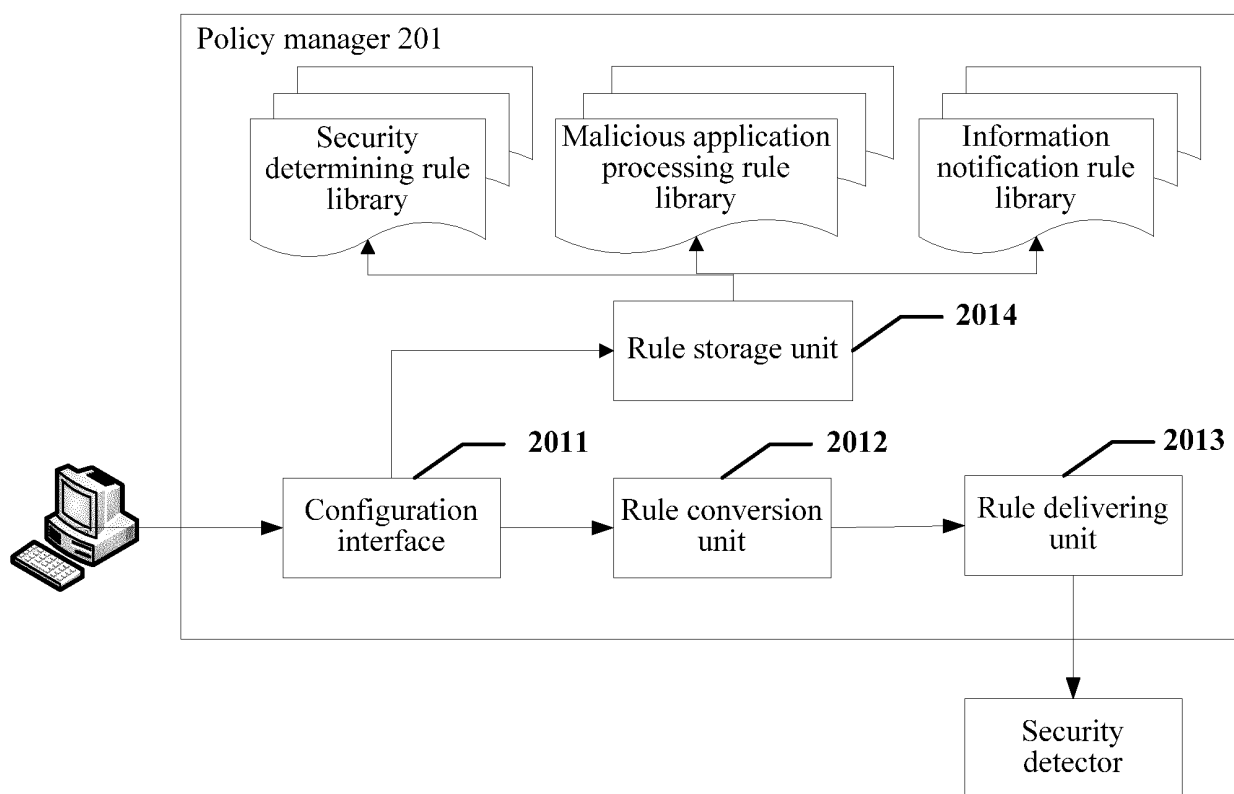 Policy manager 201
Security
determining rule
library
Malicious application
processing rule
library
Information
notification rule
library
Rule storage unit
2014
2011
2012
2013
Configuration
interface
Rule conversion
unit
Rule delivering
unit
Security
detector